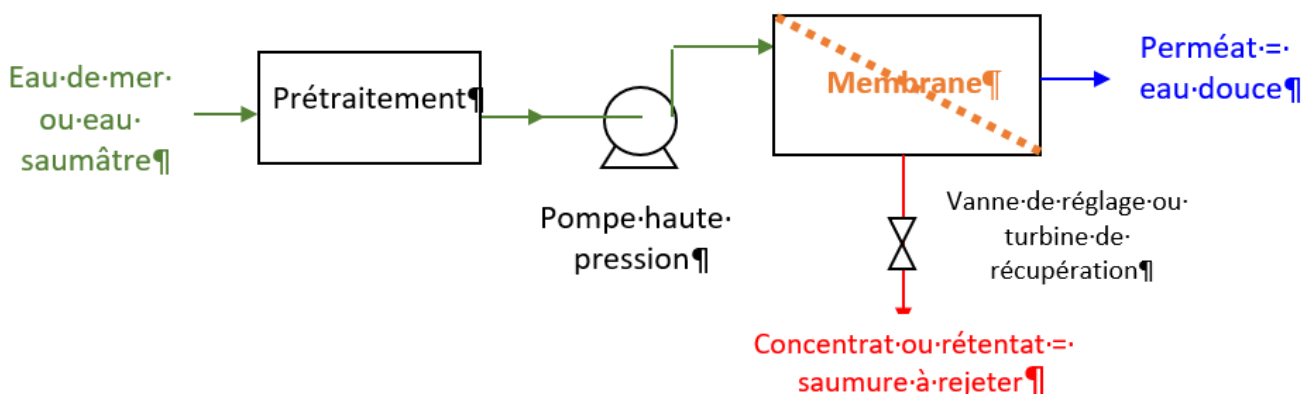 Eau·de·mer·
ou·eau·
saumâtre¶
Prétraitement¶
Pompe·haute·
pression¶
Membrane¶
Perméat·=·
eau·douce¶
Vanne·de·réglage·ou·
turbine·de·
récupération¶
Concentrat·ou·rétentat·=·
saumure·à·rejeter¶